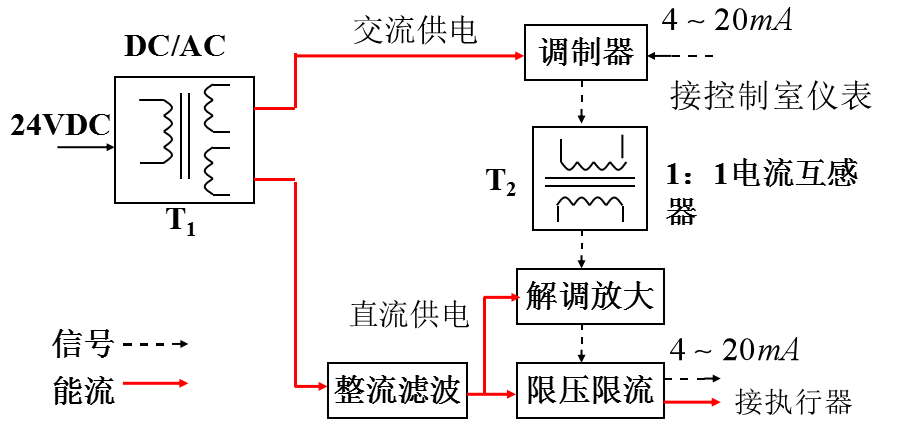 交流供电
4 ~ 20mA
DC/AC
调制器
接控制室仪表
24VDC
T₂
1：1电流互感
器
T₁
解调放大
直流供电
信号
4 ~ 20mA
能流
整流滤波
限压限流
接执行器